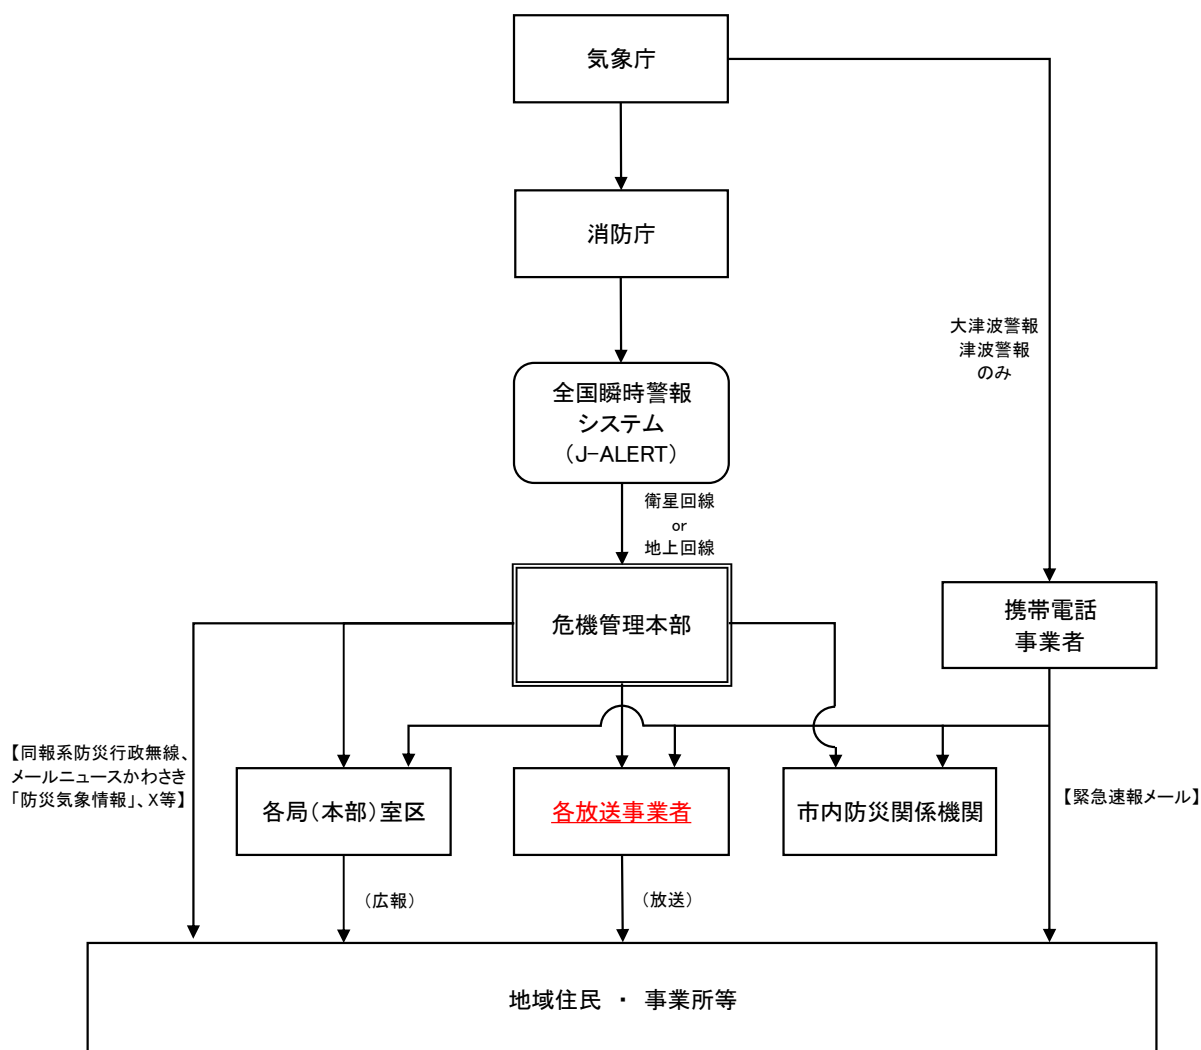 気象庁
消防庁
大津波警報
津波警報
のみ
全国瞬時警報
システム
（J-ALERT）
衛星回線
or
地上回線
危機管理本部
携帯電話
事業者
【同報系防災行政無線、
メールニュースかわさき
「防災気象情報」、X等】
各局（本部）室区
各放送事業者
市内防災関係機関
【緊急速報メール】
（広報）
（放送）
地域住民 ・ 事業所等